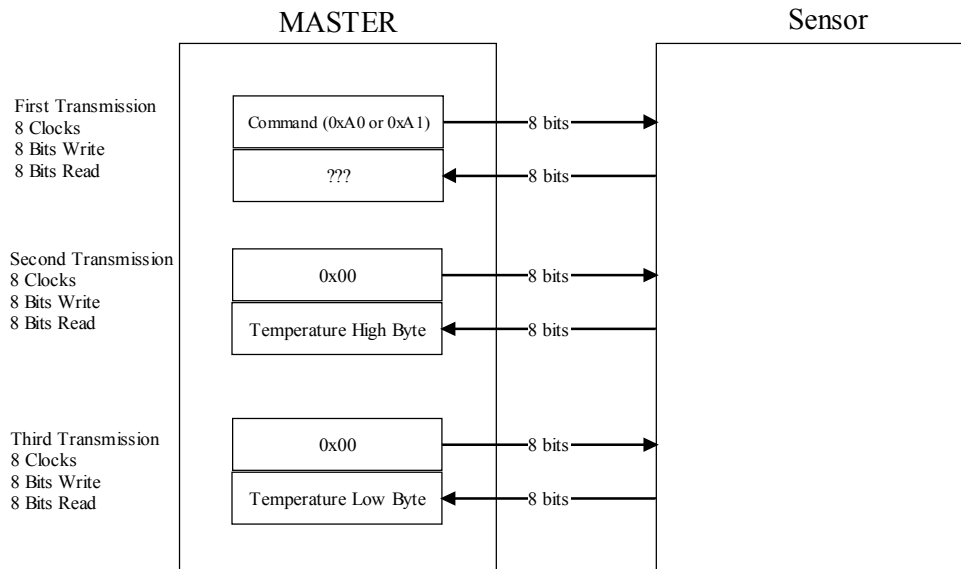 MASTER
Sensor
First Transmission
8 Clocks
8 Bits Write
8 Bits Read
Command (0xA0 or 0xA1)
8 bits
???
8 bits
Second Transmission
8 Clocks
8 Bits Write
8 Bits Read
0x00
8 bits
Temperature High Byte
8 bits
Third Transmission
8 Clocks
8 Bits Write
8 Bits Read
0x00
8 bits
Temperature Low Byte
8 bits